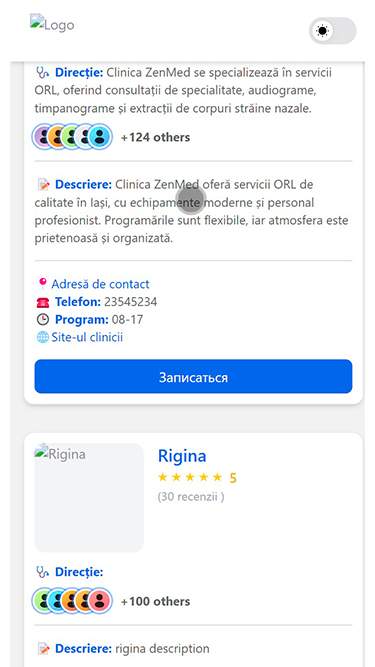 Logo
Direcție: Clinica ZenMed se specializează în servicii
ORL, oferind consultații de specialitate, audiograme,
timpanograme și extracții de corpuri străine nazale.
+124 others
Descriere: Clinica ZenMed oferă servicii ORL de
calitate în Iași, cu echipamente moderne și personal
profesionist. Programările sunt flexibile, iar atmosfera este
prietenoasă și organizată.
Adresă de contact
Telefon: 23545234
Program: 08-17
Site-ul clinicii
Записаться
Rigina
Rigina
5
(30 recenzii )
Direcție:
+100 others
Descriere: rigina description